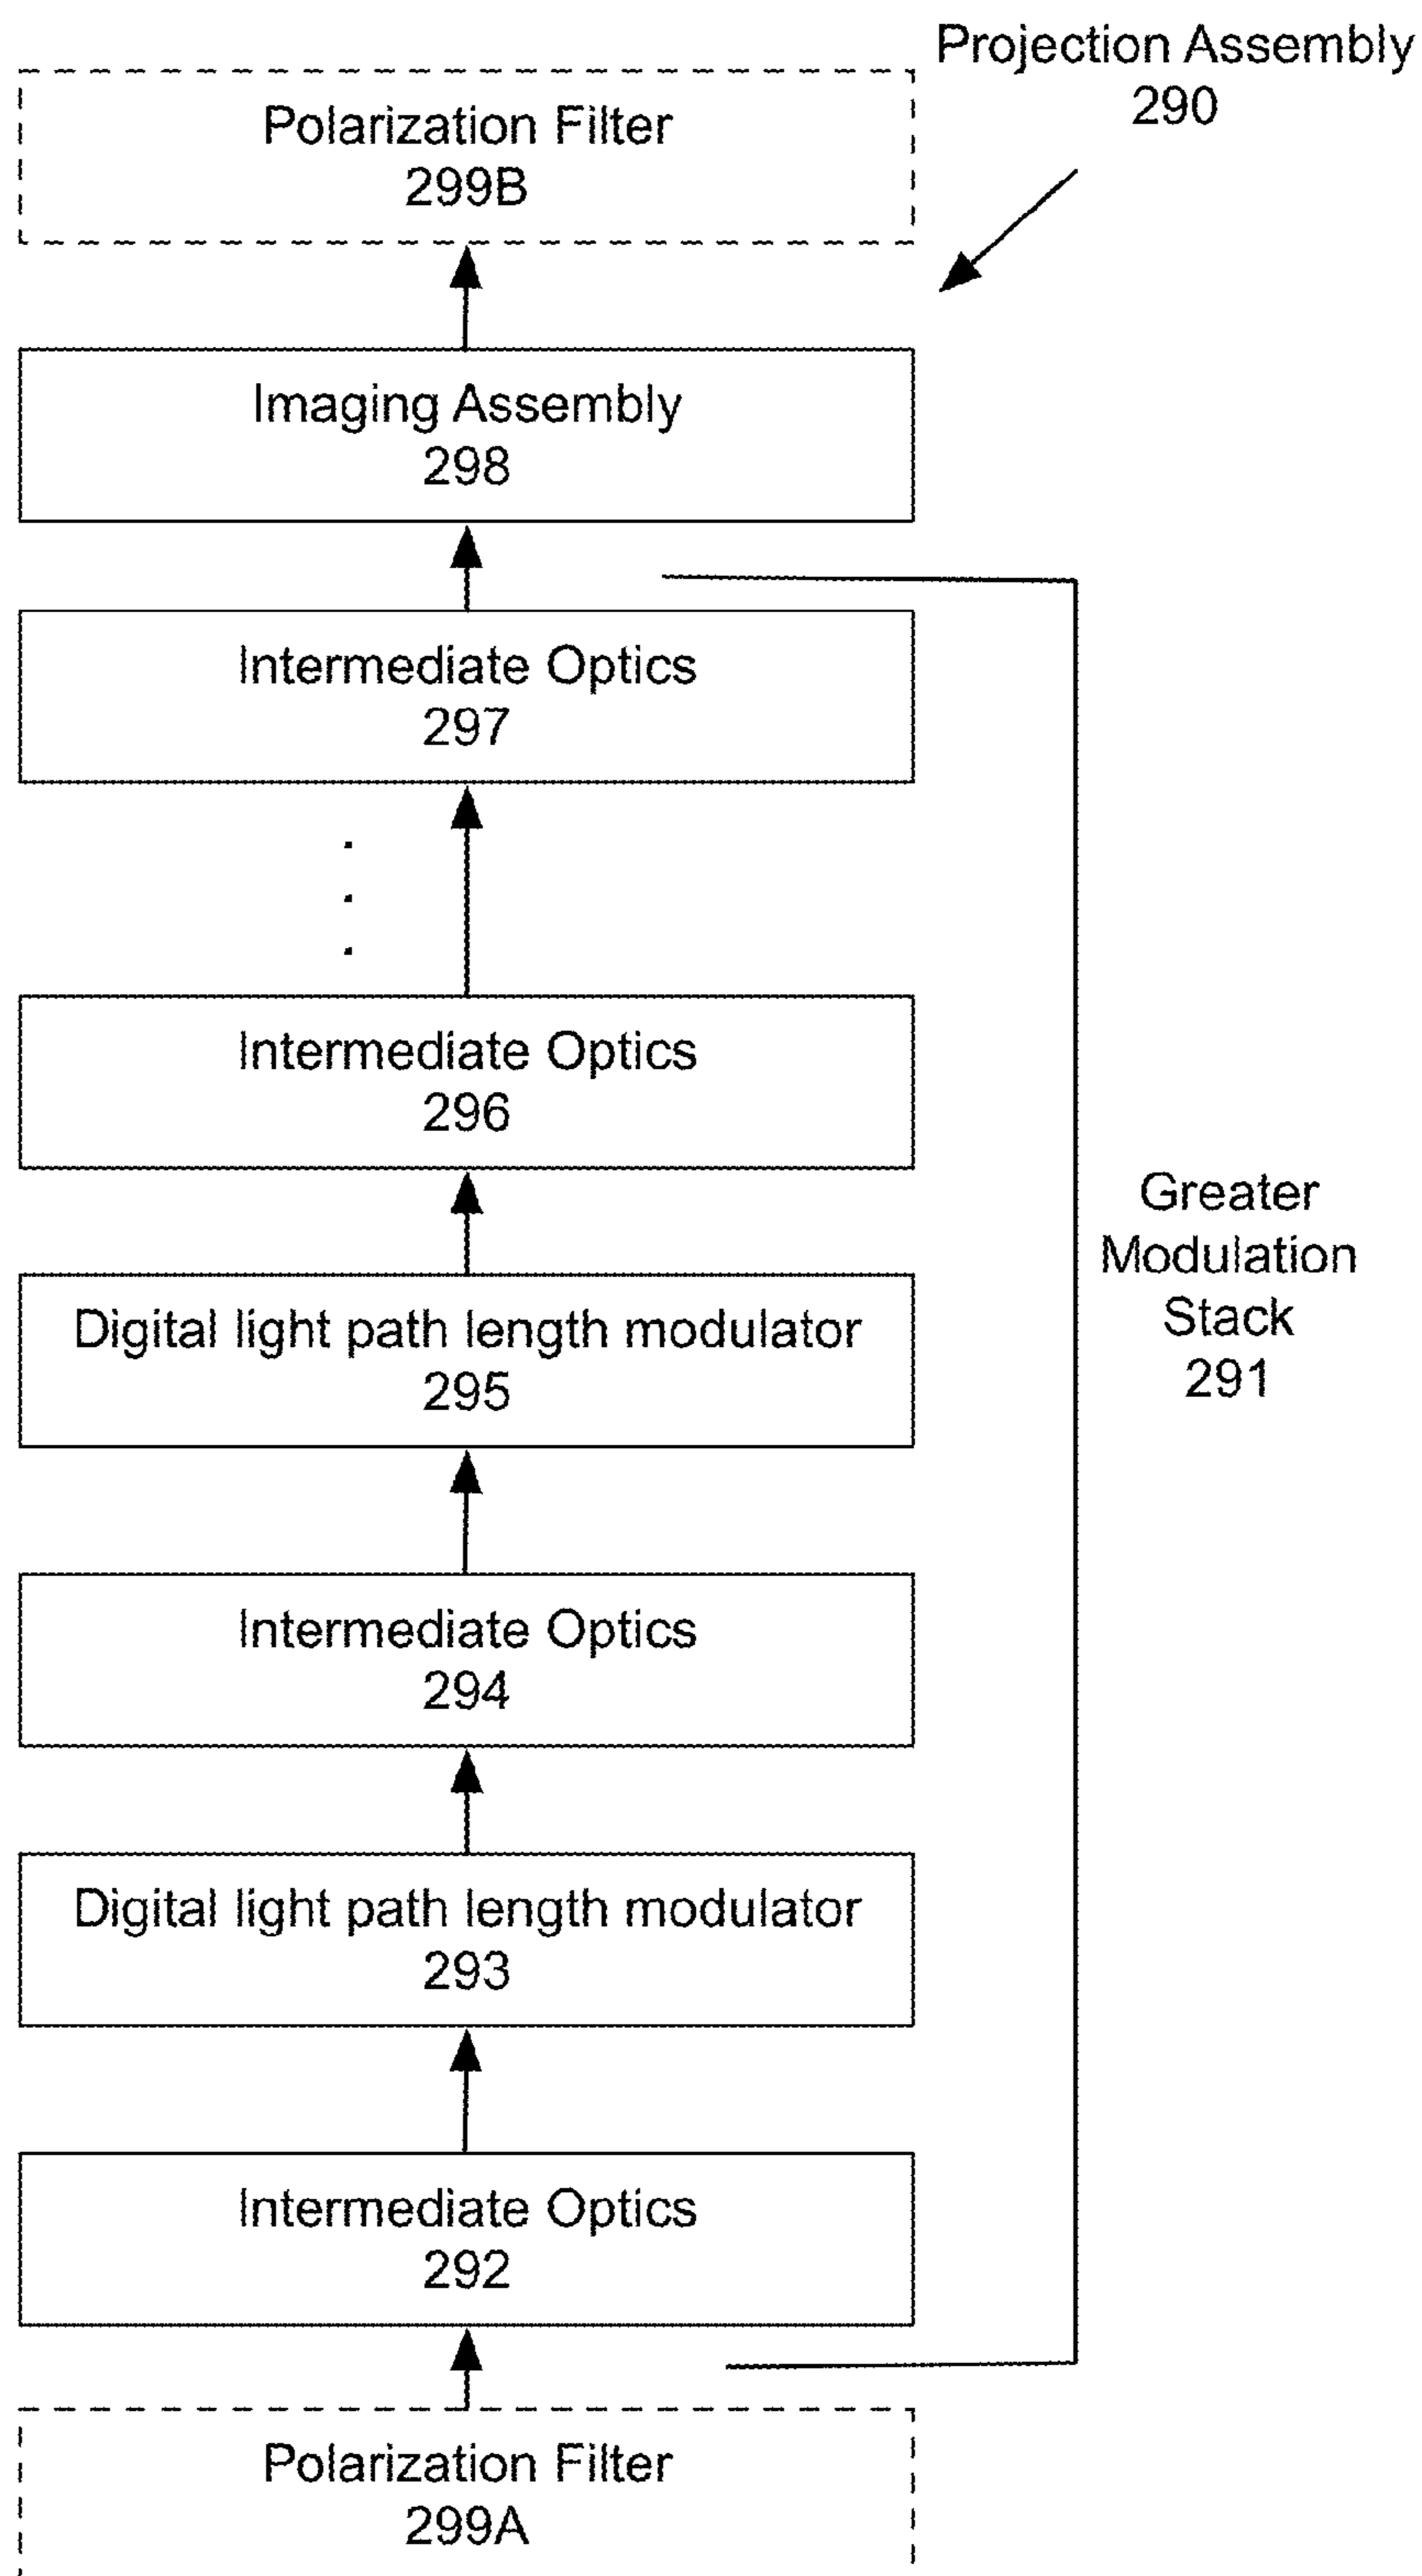 Projection Assembly
290
Polarization Filter
299B
Imaging Assembly
298
Intermediate Optics
297
.
.
.
Intermediate Optics
296
Greater
Modulation
Stack
291
Digital light path length modulator
295
Intermediate Optics
294
Digital light path length modulator
293
Intermediate Optics
292
Polarization Filter
299A